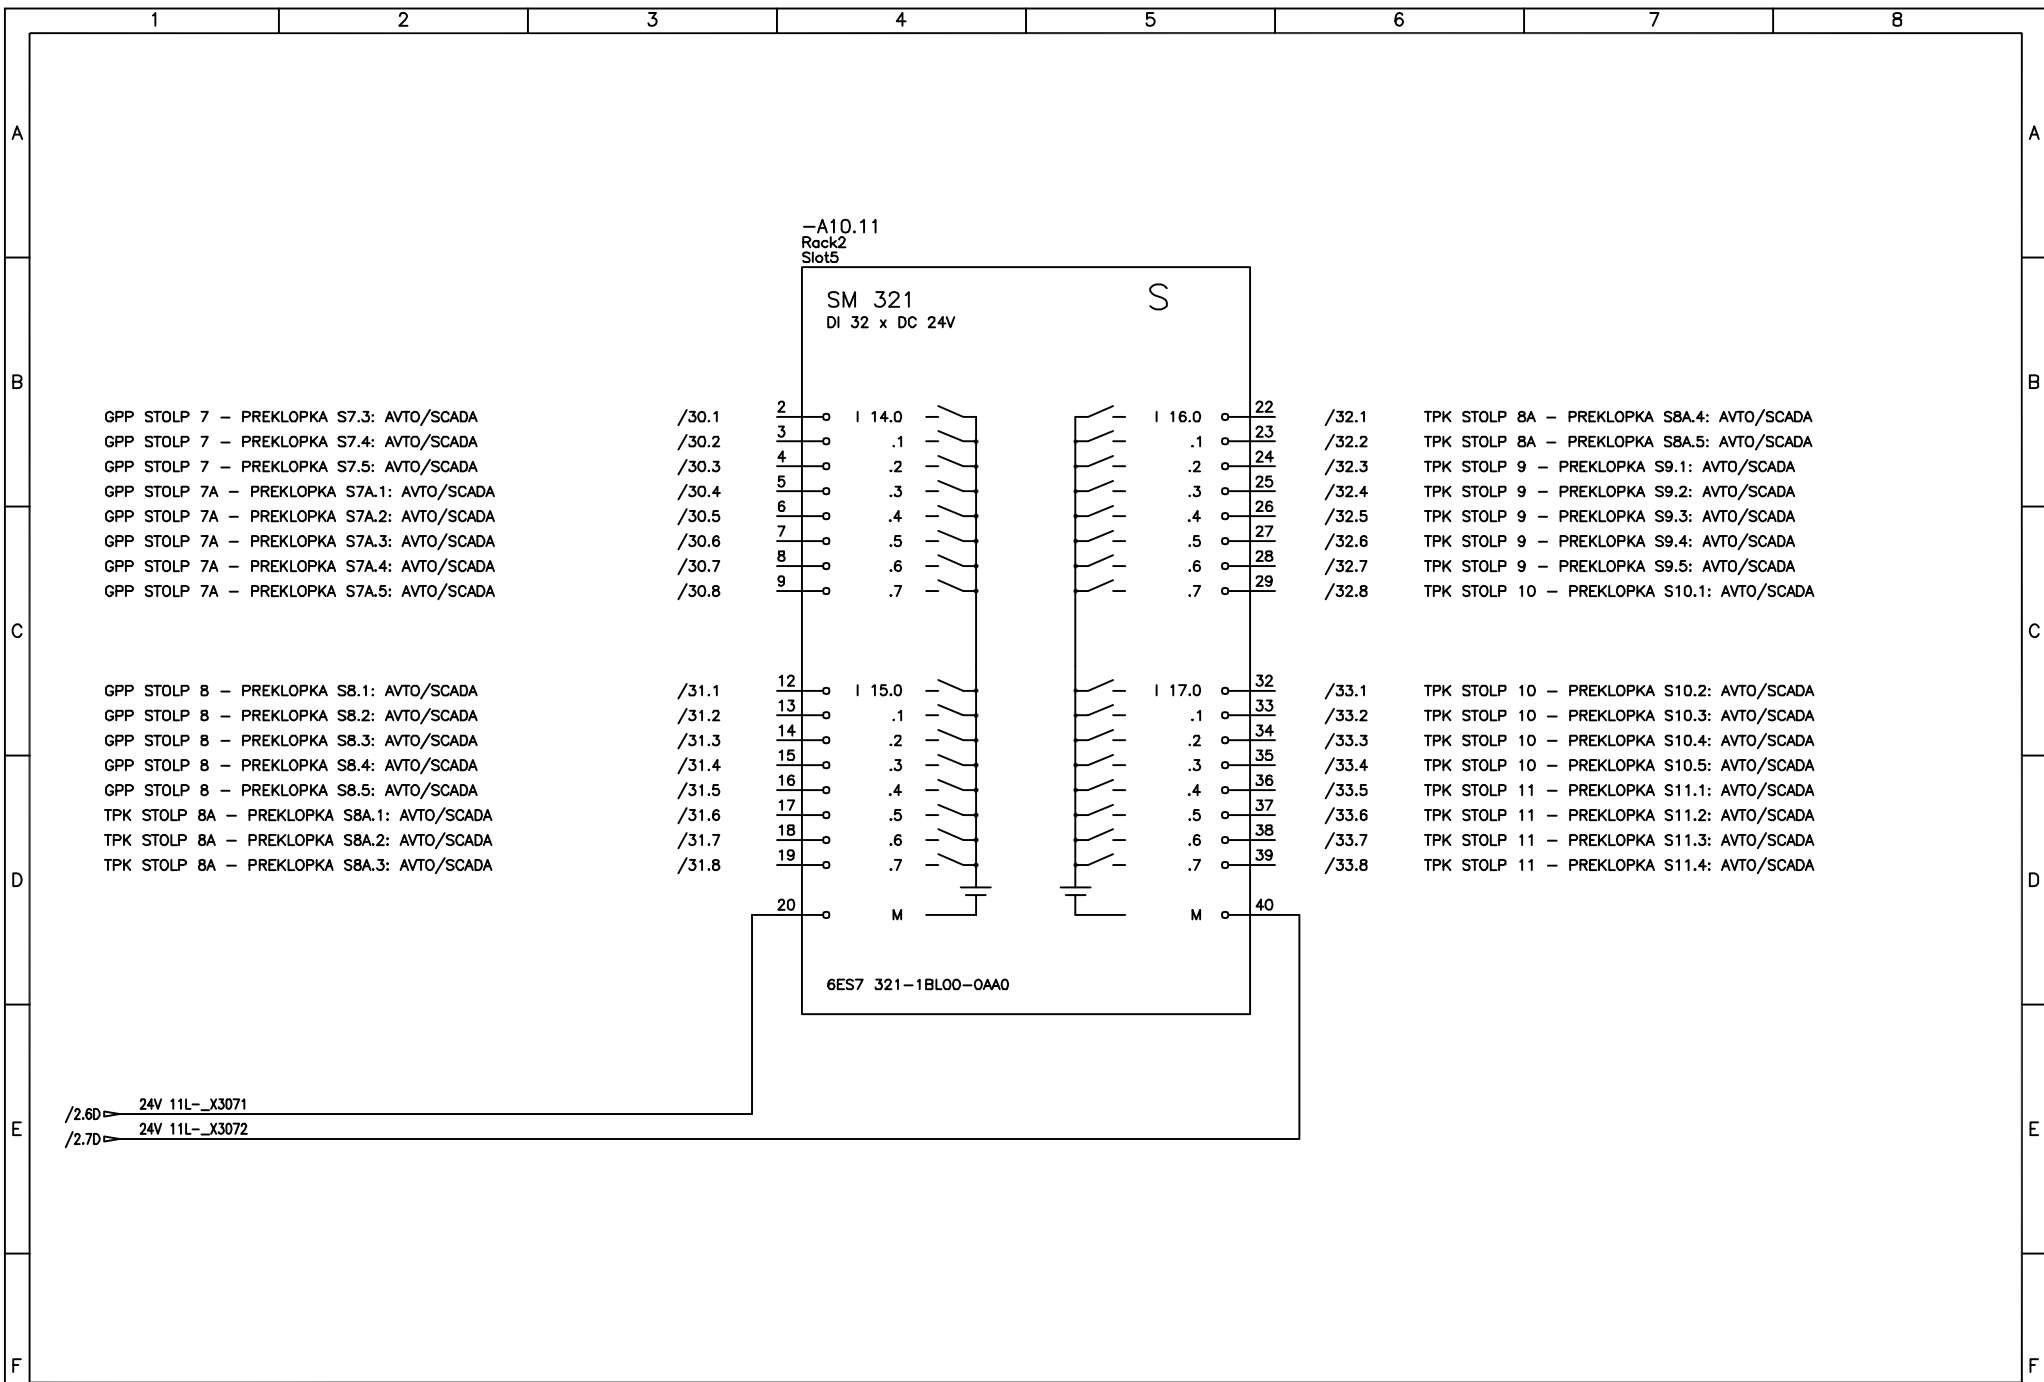 1 2 3 4 5 6 7 8
A A
-A10.11
Rack2
Slot5
SM 321 S
DI 32 x DC 24V
B B
GPP STOLP 7 - PREKLOPKA S7.3: AVTO/SCADA /30.1 2 I 14.0 I 16.0 22 /32.1 TPK STOLP 8A - PREKLOPKA S8A.4: AVTO/SCADA
GPP STOLP 7 - PREKLOPKA S7.4: AVTO/SCADA /30.2 3 .1 .1 23 /32.2 TPK STOLP 8A - PREKLOPKA S8A.5: AVTO/SCADA
GPP STOLP 7 - PREKLOPKA S7.5: AVTO/SCADA /30.3 4 .2 .2 24 /32.3 TPK STOLP 9 - PREKLOPKA S9.1: AVTO/SCADA
GPP STOLP 7A - PREKLOPKA S7A.1: AVTO/SCADA /30.4 5 .3 .3 25 /32.4 TPK STOLP 9 - PREKLOPKA S9.2: AVTO/SCADA
GPP STOLP 7A - PREKLOPKA S7A.2: AVTO/SCADA /30.5 6 .4 .4 26 /32.5 TPK STOLP 9 - PREKLOPKA S9.3: AVTO/SCADA
GPP STOLP 7A - PREKLOPKA S7A.3: AVTO/SCADA /30.6 7 .5 .5 27 /32.6 TPK STOLP 9 - PREKLOPKA S9.4: AVTO/SCADA
GPP STOLP 7A - PREKLOPKA S7A.4: AVTO/SCADA /30.7 8 .6 .6 28 /32.7 TPK STOLP 9 - PREKLOPKA S9.5: AVTO/SCADA
GPP STOLP 7A - PREKLOPKA S7A.5: AVTO/SCADA /30.8 9 .7 .7 29 /32.8 TPK STOLP 10 - PREKLOPKA S10.1: AVTO/SCADA
C C
GPP STOLP 8 - PREKLOPKA S8.1: AVTO/SCADA /31.1 12 I 15.0 I 17.0 32 /33.1 TPK STOLP 10 - PREKLOPKA S10.2: AVTO/SCADA
GPP STOLP 8 - PREKLOPKA S8.2: AVTO/SCADA /31.2 13 .1 .1 33 /33.2 TPK STOLP 10 - PREKLOPKA S10.3: AVTO/SCADA
GPP STOLP 8 - PREKLOPKA S8.3: AVTO/SCADA /31.3 14 .2 .2 34 /33.3 TPK STOLP 10 - PREKLOPKA S10.4: AVTO/SCADA
GPP STOLP 8 - PREKLOPKA S8.4: AVTO/SCADA /31.4 15 .3 .3 35 /33.4 TPK STOLP 10 - PREKLOPKA S10.5: AVTO/SCADA
GPP STOLP 8 - PREKLOPKA S8.5: AVTO/SCADA /31.5 16 .4 .4 36 /33.5 TPK STOLP 11 - PREKLOPKA S11.1: AVTO/SCADA
TPK STOLP 8A - PREKLOPKA S8A.1: AVTO/SCADA /31.6 17 .5 .5 37 /33.6 TPK STOLP 11 - PREKLOPKA S11.2: AVTO/SCADA
TPK STOLP 8A - PREKLOPKA S8A.2: AVTO/SCADA /31.7 18 .6 .6 38 /33.7 TPK STOLP 11 - PREKLOPKA S11.3: AVTO/SCADA
TPK STOLP 8A - PREKLOPKA S8A.3: AVTO/SCADA /31.8 19 .7 .7 39 /33.8 TPK STOLP 11 - PREKLOPKA S11.4: AVTO/SCADA
D D
20 M M 40
6ES7 321-1BL00-0AA0
/2.6D 24V 11L-_X3071
E E
/2.7D 24V 11L-_X3072
F F